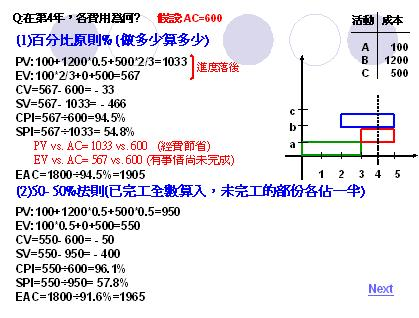 Q:在第4年，各費用為何? 假設AC=600
(1)百分比原則% (做多少算多少)
PV:100+1200*0.5+500*2/3=1033
EV:100*2/3+0+500=567
進度落後
CV=567- 600= - 33
SV=567- 1033= - 466
CPI=567÷600=94.5%
SPI=567÷1033= 54.8%
PV vs. AC= 1033 vs.600 (經費節省)
EV vs. AC= 567 vs.600 (有事情尚未完成)
EAC=1800÷94.5%=1905
(2)50- 50%法則(已完工全數算入，未完工的部份各佔一半)
PV:100+1200*0.5+500*0.5=950
EV:100*0.5+0+500=550
CV=550- 600= - 50
SV=550- 950= - 400
CPI=550÷600=96.1%
SPI=550÷950= 57.8%
EAC=1800÷91.6%=1965
活動 成本
A 100
B 1200
C 500
c
b
a
1 2 3 4 5
Next